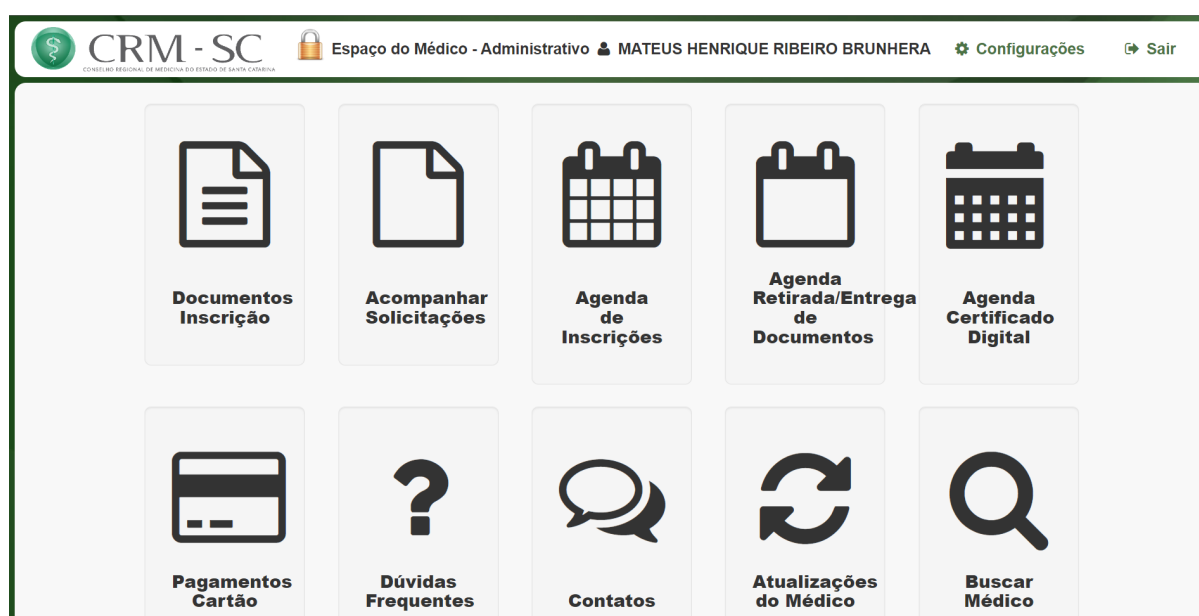 CRM - SC
CONSELHO REGIONAL DE MEDICINA DO ESTADO DE SANTA CATARINA
Espaço do Médico - Administrativo MATEUS HENRIQUE RIBEIRO BRUNHERA Configurações Sair
Documentos
Inscrição
Acompanhar
Solicitações
Agenda
de
Inscrições
Agenda
Retirada/Entrega
de
Documentos
Agenda
Certificado
Digital
Pagamentos
Cartão
Dúvidas
Frequentes
Contatos
Atualizações
do Médico
Buscar
Médico